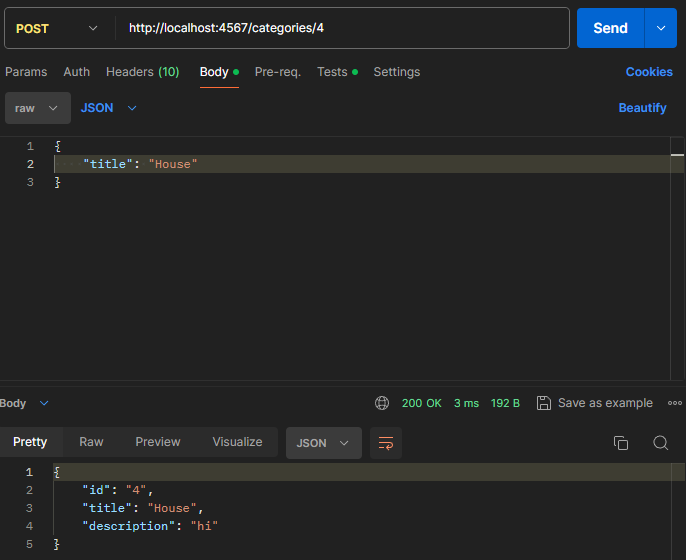 POST http://localhost:4567/categories/4 Send
Params Auth Headers (10) Body Pre-req. Tests Settings Cookies
raw JSON Beautify
1 {
2 "title": "House"
3 }
Body 200 OK 3 ms 192 B Save as example
Pretty Raw Preview Visualize JSON
1 {
2 "id": "4",
3 "title": "House",
4 "description": "hi"
5 }